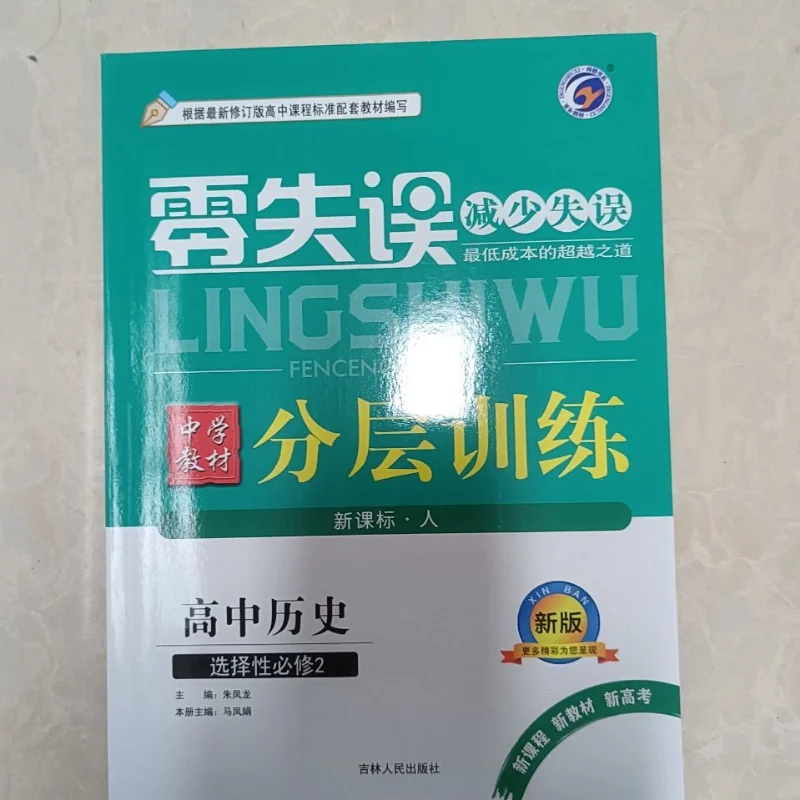 根据最新修订版高中课程标准配套教材编写
零失误
减少失误
最低成本的超越之道
LINGSHIWU
中学
教材
分层训练
新课标·人
高中历史
选择性必修2
主 编：朱凤龙
本册主编：马凤娟
XIN BAN
新版
更多精彩为您呈现
新课程 新教材 新高考
吉林人民出版社